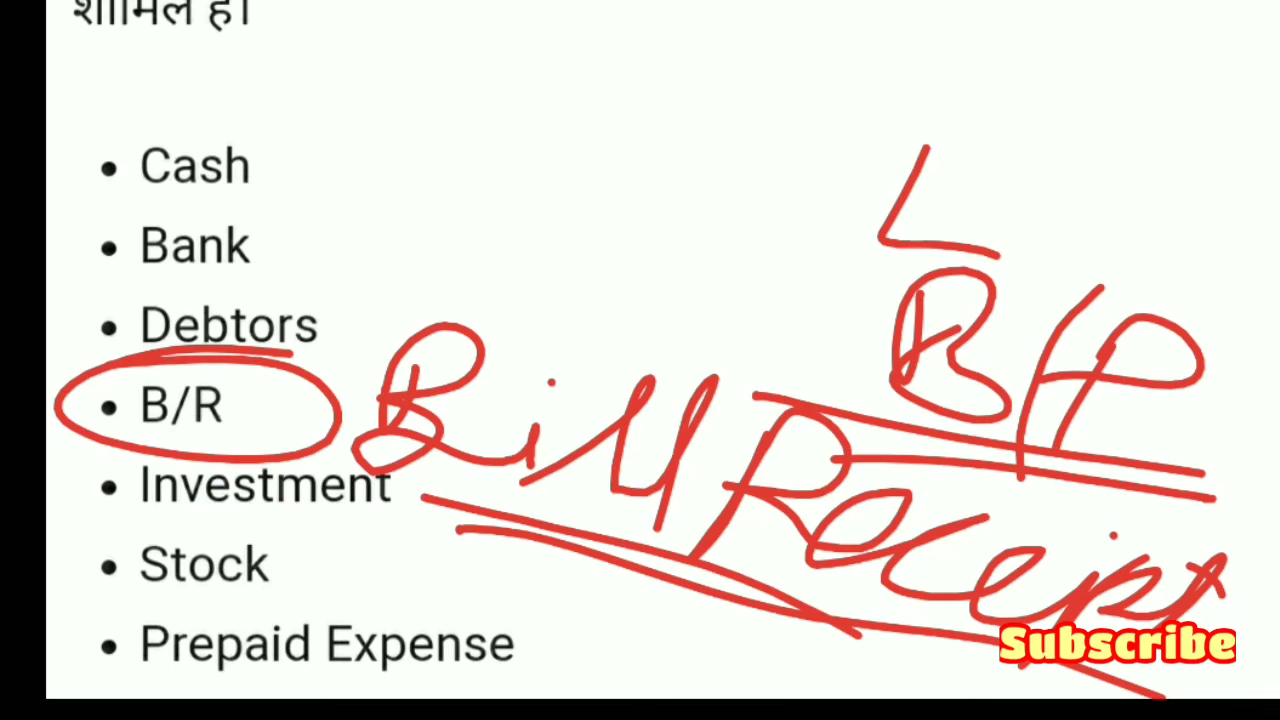 शामिल है।
• Cash
• Bank
• Debtors
• B/R
• Investment
• Stock
• Prepaid Expense
L
B/P
Bill Receipt
Subscribe